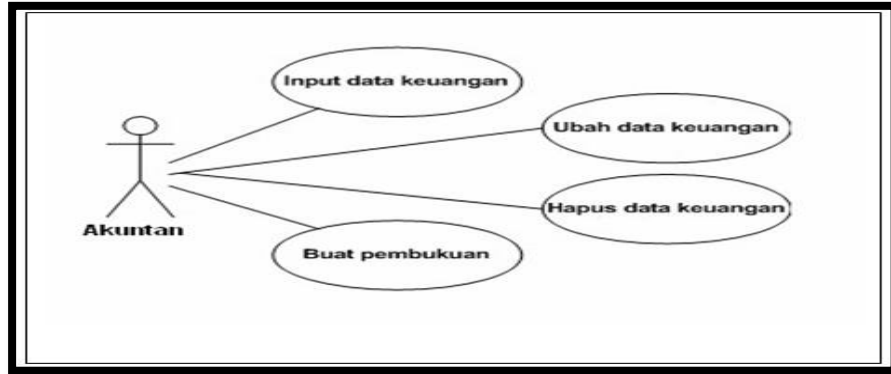 Input data keuangan
Ubah data keuangan
Hapus data keuangan
Akuntan
Buat pembukuan